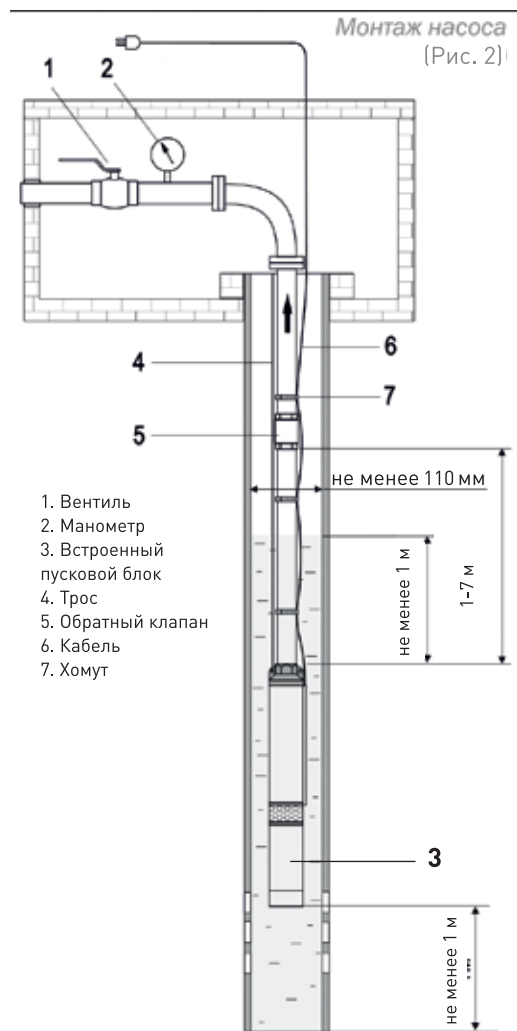 Монтаж насоса
(Рис. 2)
1
2
6
4
7
5
не менее 110 мм
1. Вентиль
2. Манометр
3. Встроенный
пусковой блок
4. Трос
5. Обратный клапан
6. Кабель
7. Хомут
не менее 1 м
1-7 м
3
не менее 1 м